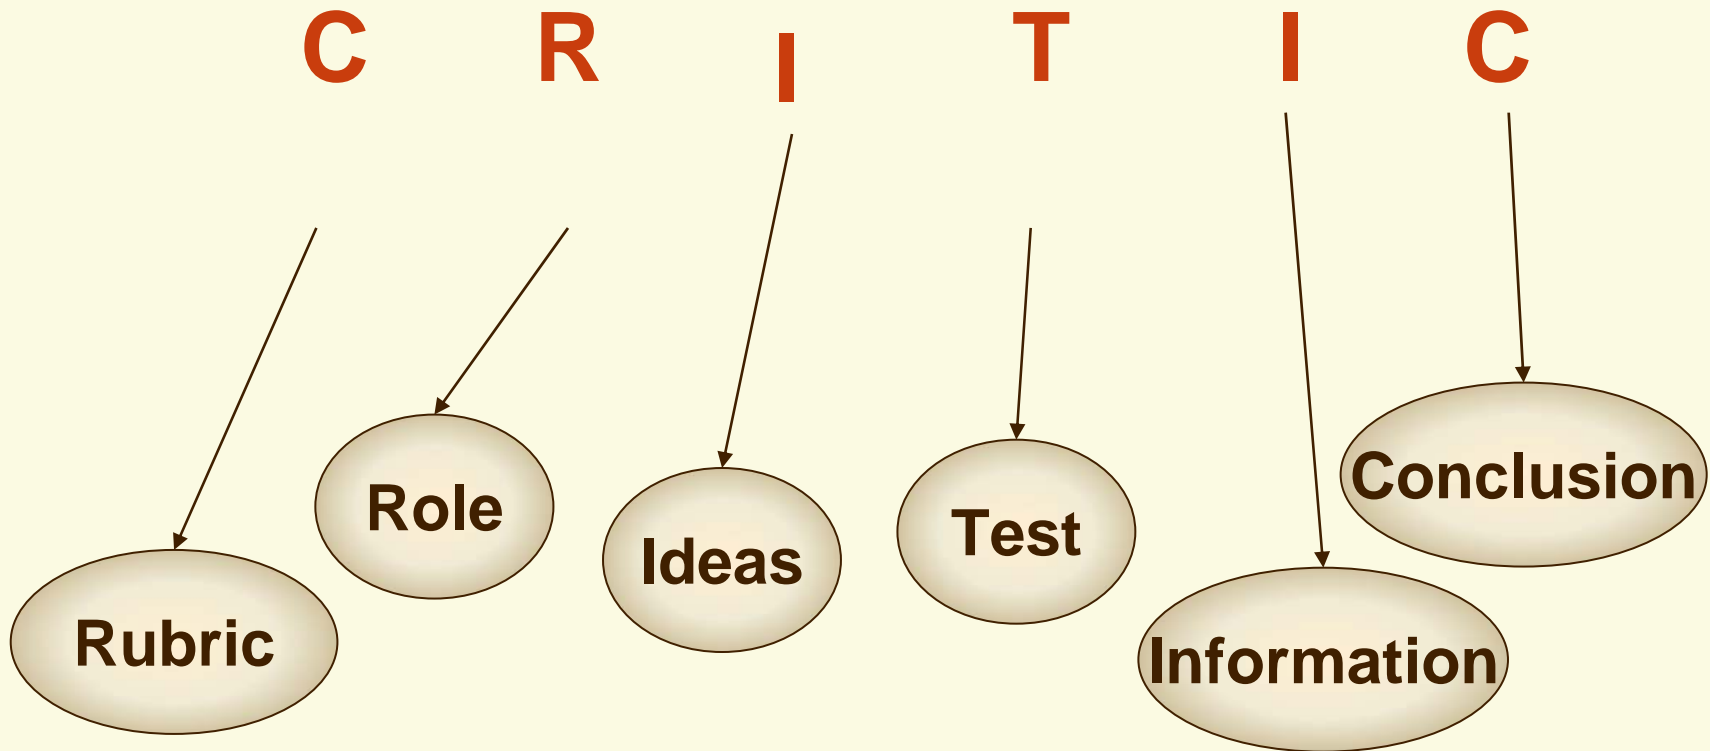 C R I T I C
Rubric
Role
Ideas
Test
Information
Conclusion